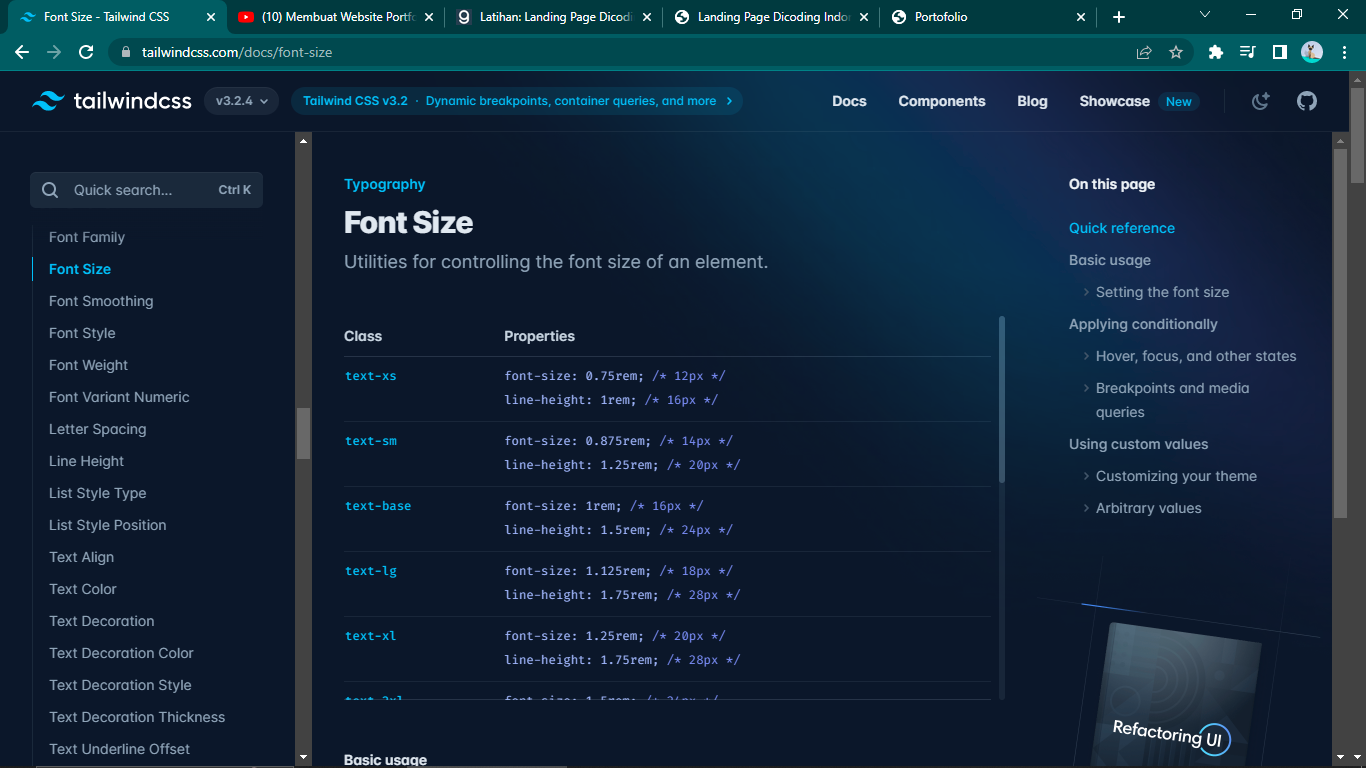 Font Size - Tailwind CSS
(10) Membuat Website Portfo
Latihan: Landing Page Dicodi
Landing Page Dicoding Indon
Portofolio
tailwindcss.com/docs/font-size
tailwindcss
v3.2.4
Tailwind CSS v3.2 · Dynamic breakpoints, container queries, and more
Docs
Components
Blog
Showcase
New
Quick search...
Ctrl K
Font Family
Font Size
Font Smoothing
Font Style
Font Weight
Font Variant Numeric
Letter Spacing
Line Height
List Style Type
List Style Position
Text Align
Text Color
Text Decoration
Text Decoration Color
Text Decoration Style
Text Decoration Thickness
Text Underline Offset
Typography
Font Size
Utilities for controlling the font size of an element.
Class Properties
text-xs font-size: 0.75rem; /* 12px */
line-height: 1rem; /* 16px */
text-sm font-size: 0.875rem; /* 14px */
line-height: 1.25rem; /* 20px */
text-base font-size: 1rem; /* 16px */
line-height: 1.5rem; /* 24px */
text-lg font-size: 1.125rem; /* 18px */
line-height: 1.75rem; /* 28px */
text-xl font-size: 1.25rem; /* 20px */
line-height: 1.75rem; /* 28px */
text-2xl font-size: 1.5rem; /* 24px */
Basic usage
On this page
Quick reference
Basic usage
Setting the font size
Applying conditionally
Hover, focus, and other states
Breakpoints and media
queries
Using custom values
Customizing your theme
Arbitrary values
Refactoring UI